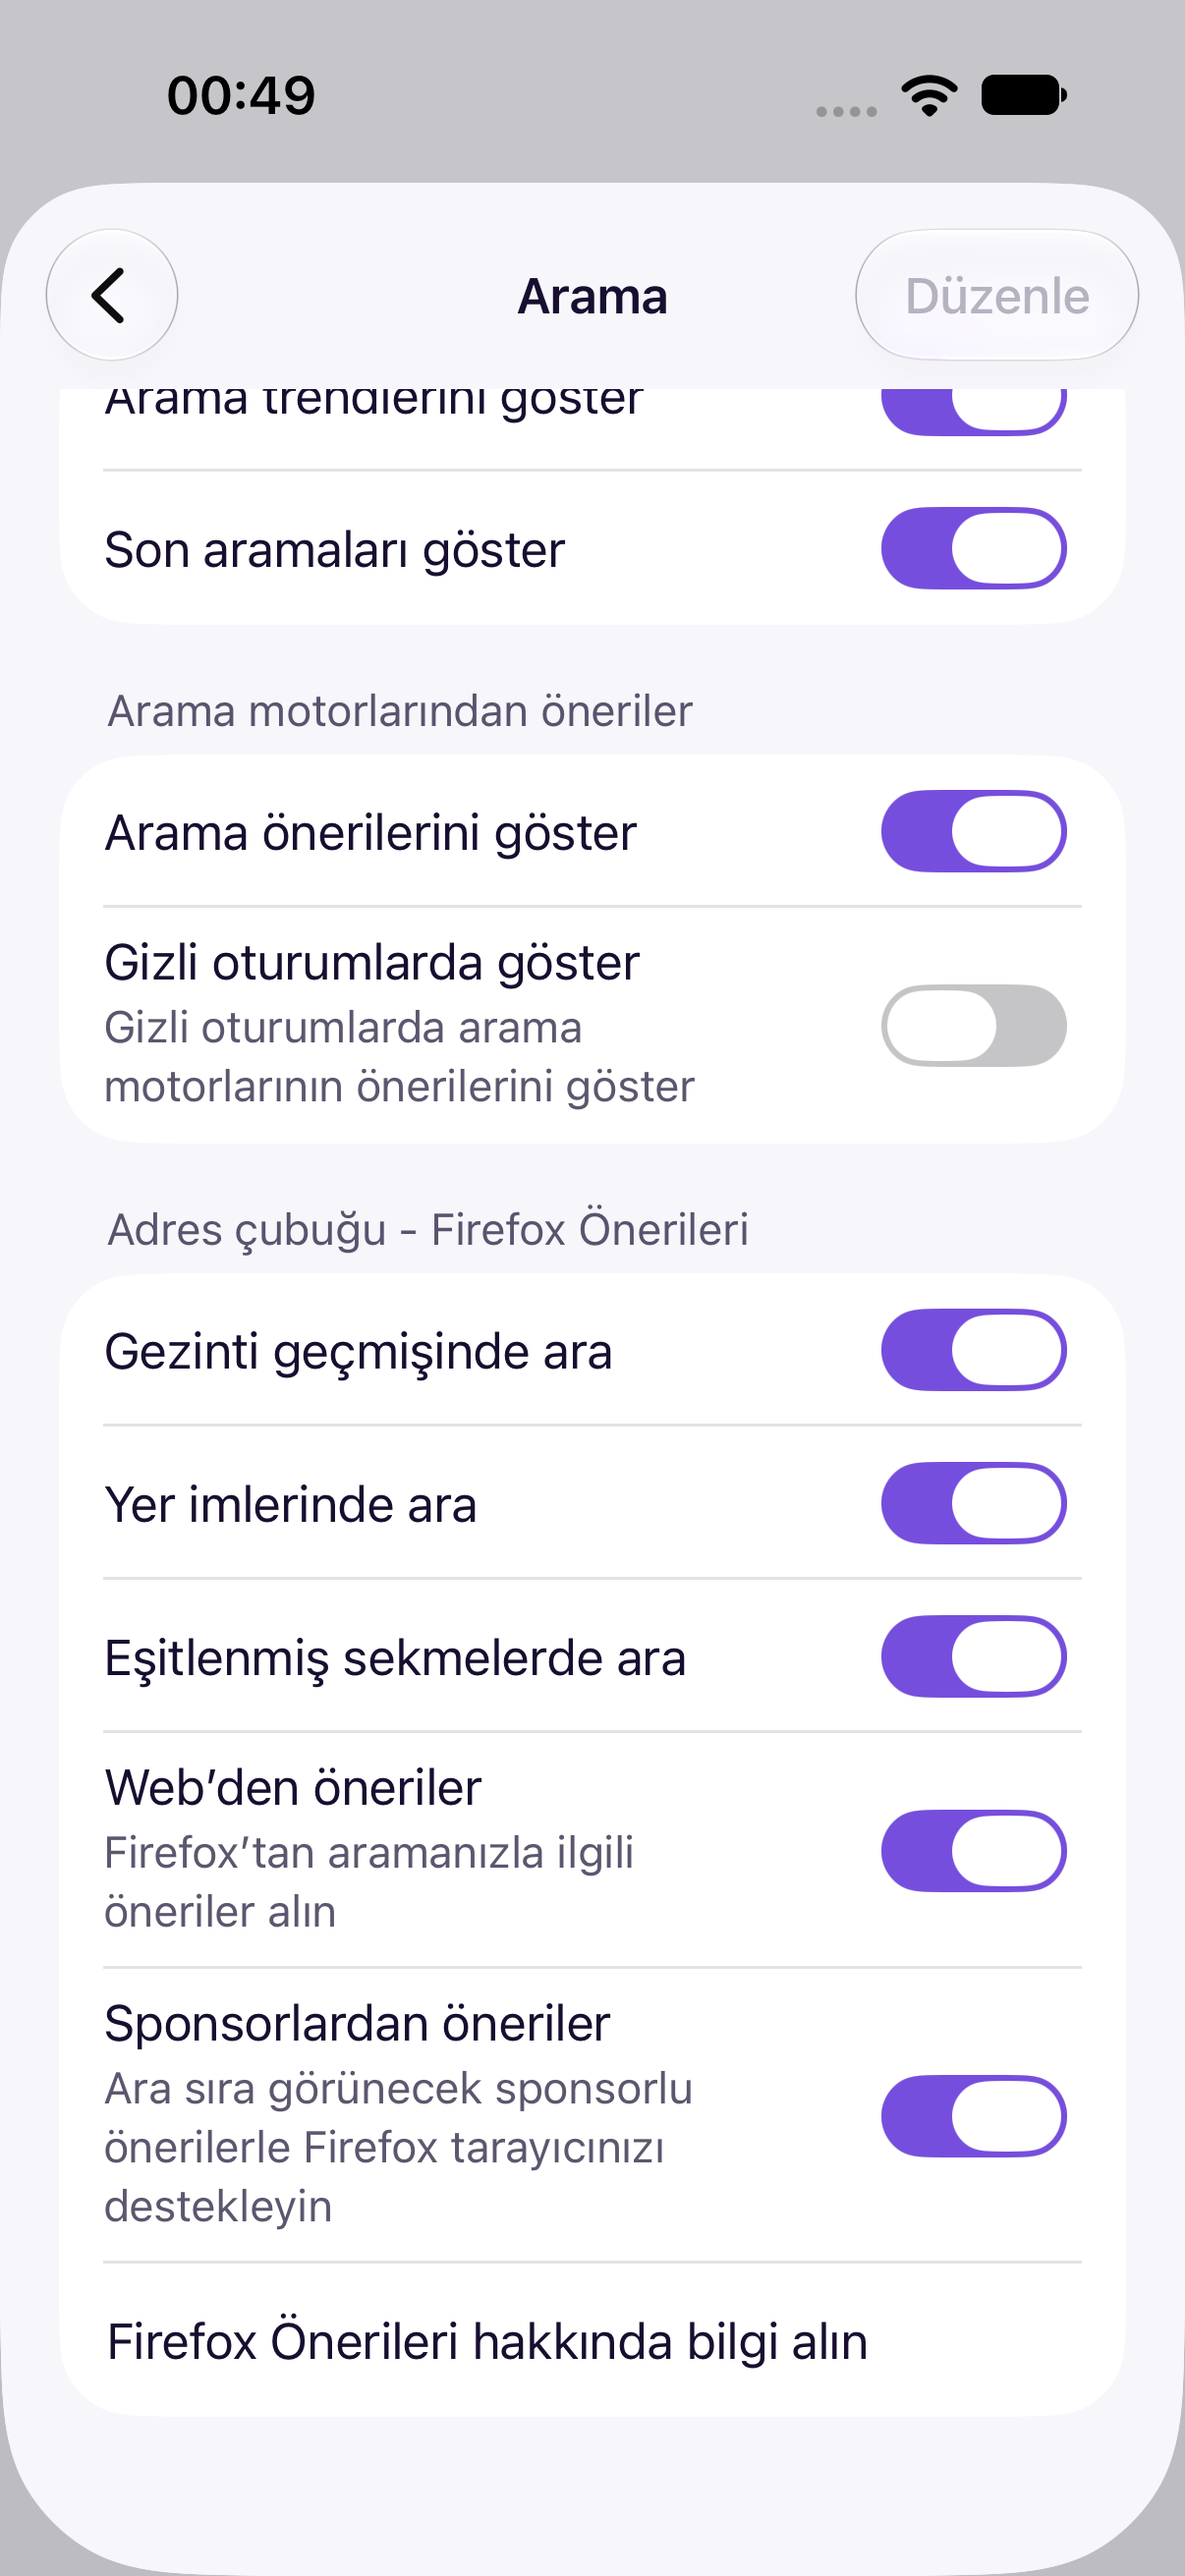 00:49
Arama
Düzenle
Arama trendlerini göster
Son aramaları göster
Arama motorlarından öneriler
Arama önerilerini göster
Gizli oturumlarda göster
Gizli oturumlarda arama
motorlarının önerilerini göster
Adres çubuğu - Firefox Önerileri
Gezinti geçmişinde ara
Yer imlerinde ara
Eşitlenmiş sekmelerde ara
Web’den öneriler
Firefox’tan aramanızla ilgili
öneriler alın
Sponsorlardan öneriler
Ara sıra görünecek sponsorlu
önerilerle Firefox tarayıcınızı
destekleyin
Firefox Önerileri hakkında bilgi alın